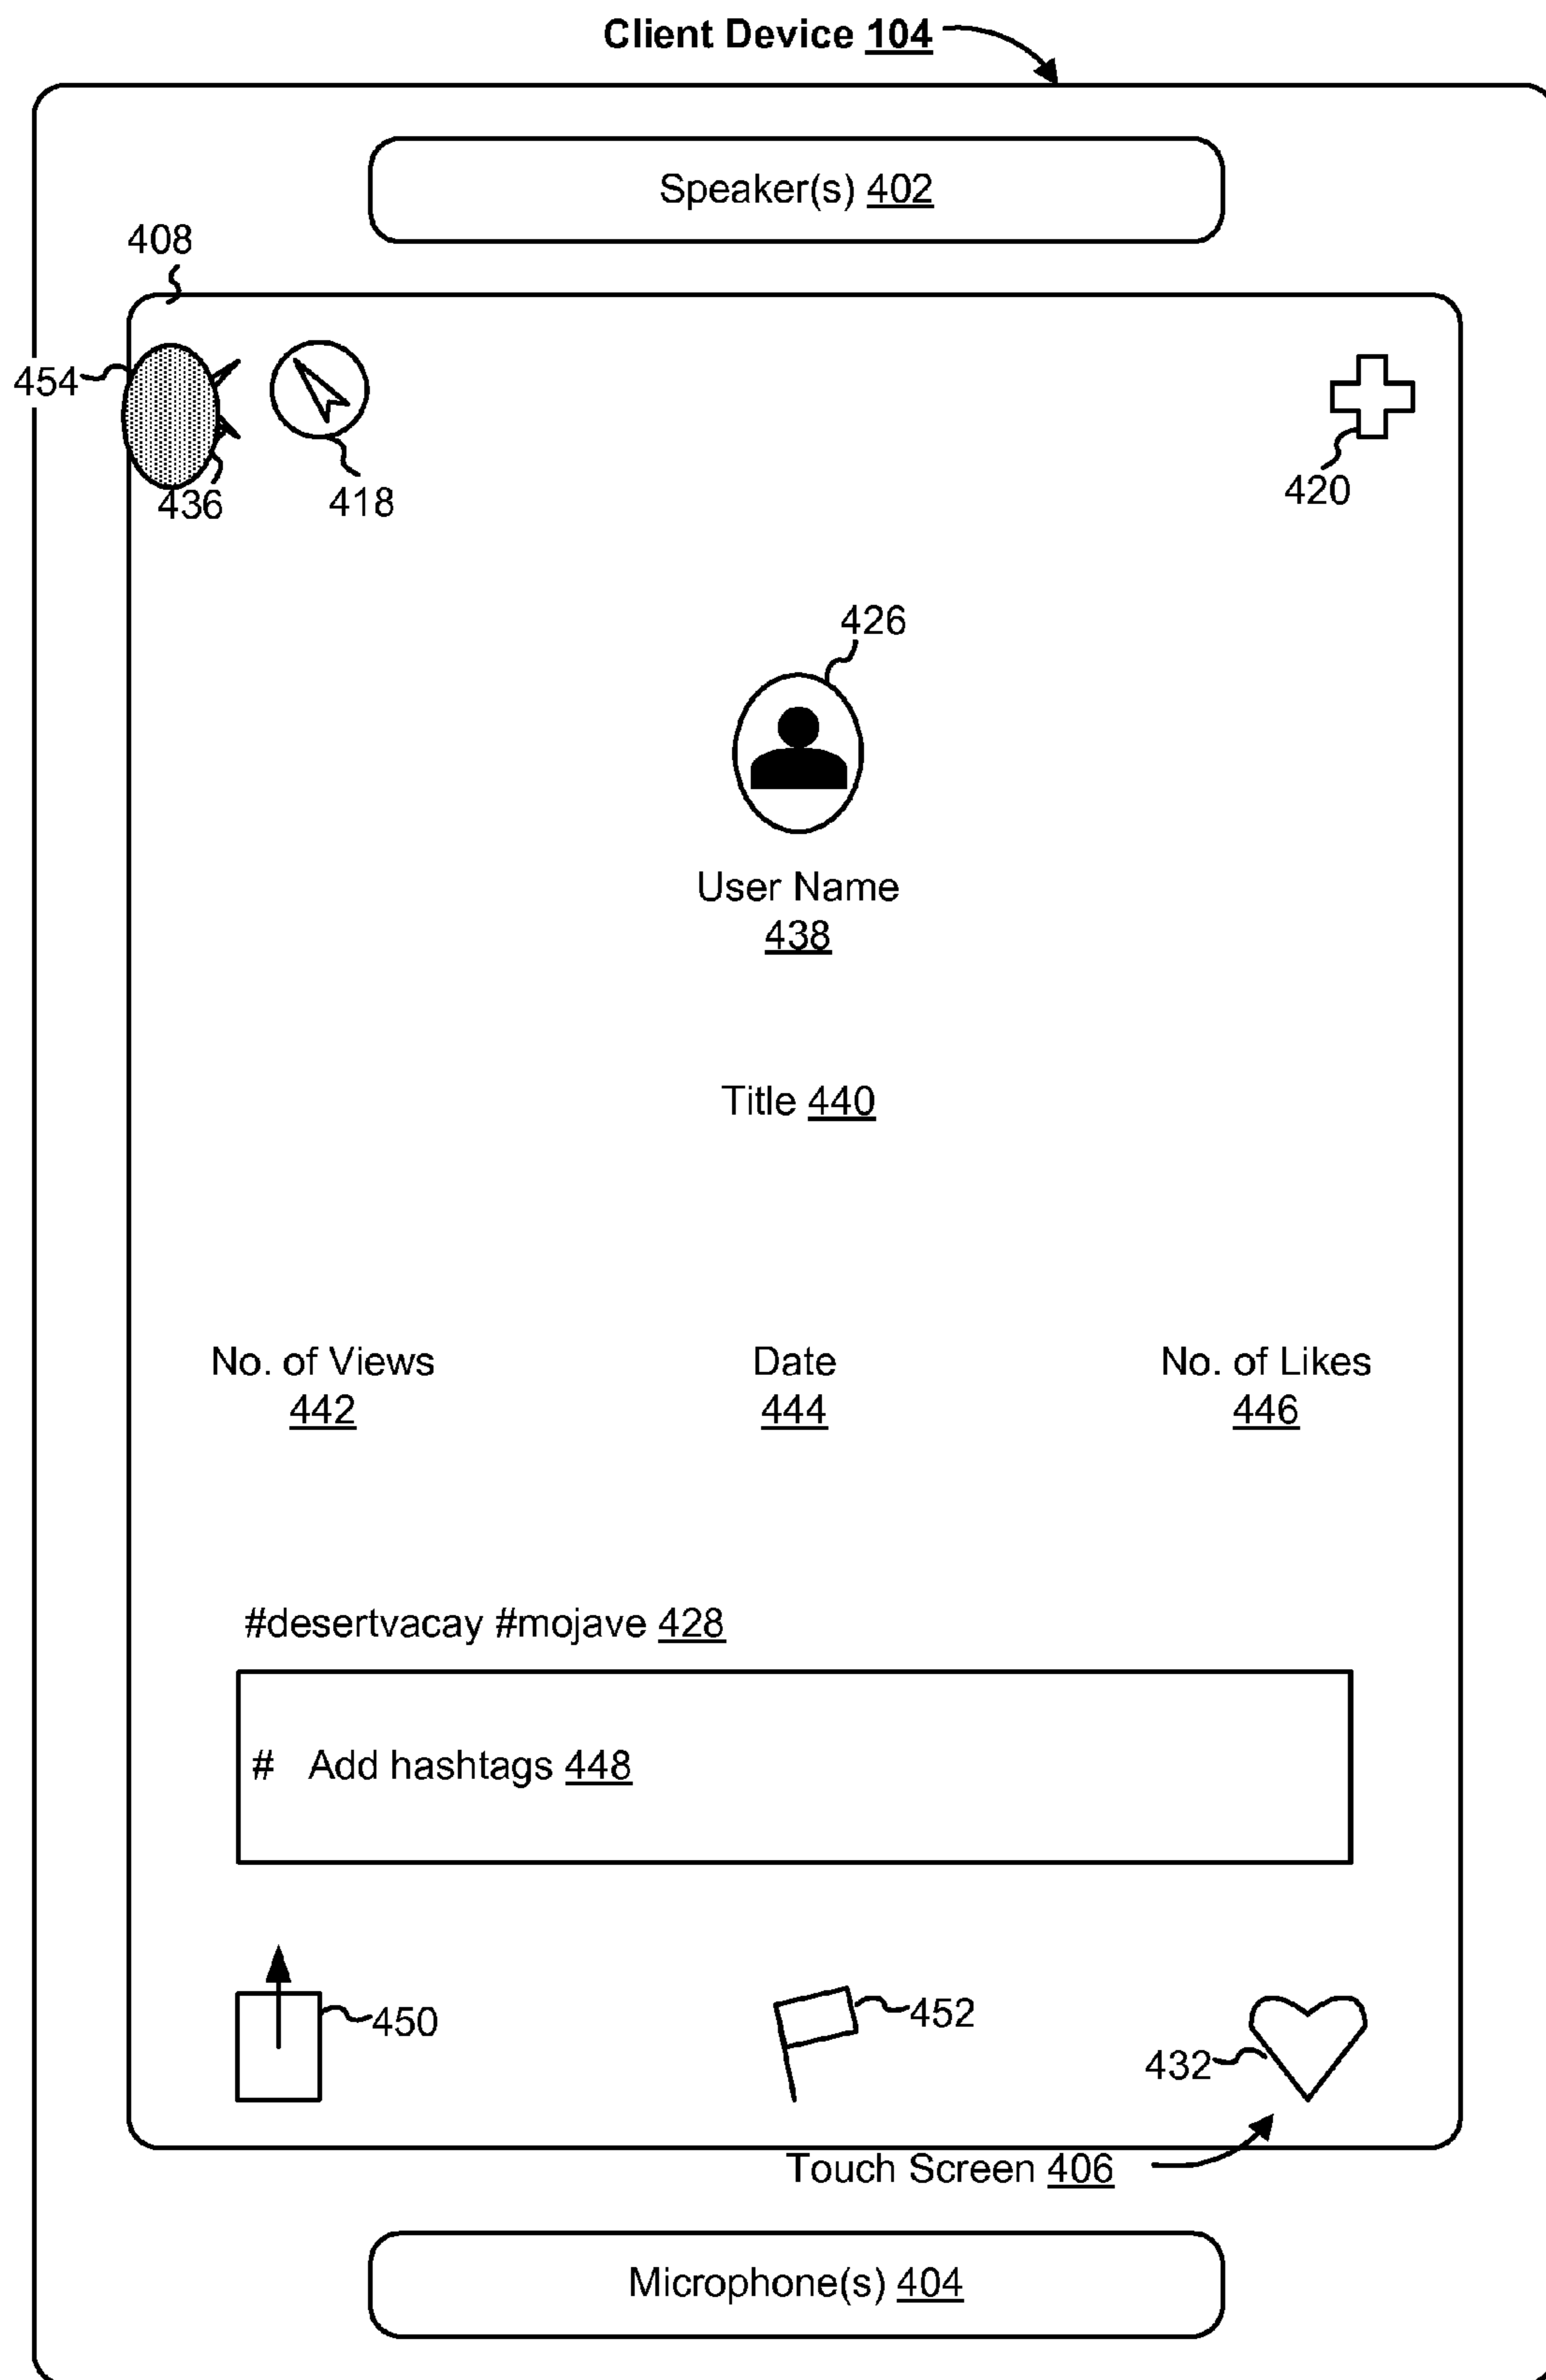 Client Device 104
Speaker(s) 402
408
454
436
418
420
426
User Name
438
Title 440
No. of Views
442
Date
444
No. of Likes
446
#desertvacay #mojave 428
# Add hashtags 448
450
452
432
Touch Screen 406
Microphone(s) 404